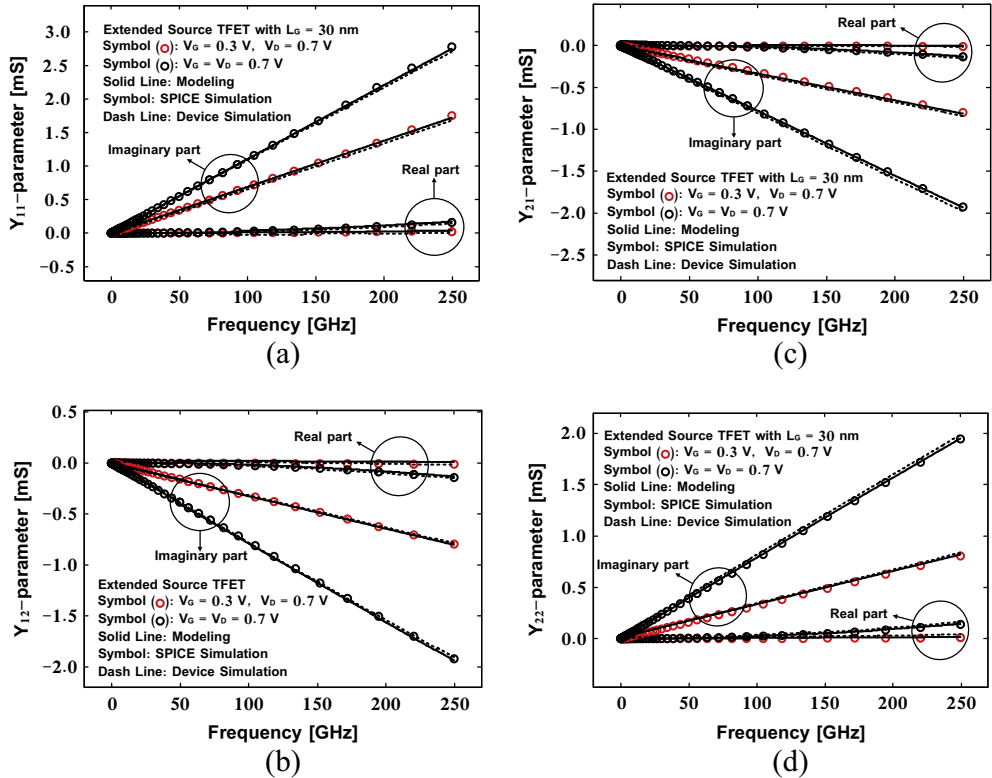 Y11–parameter [mS]
3.0
2.5
2.0
1.5
1.0
0.5
0.0
−0.5
Extended Source TFET with LG = 30 nm
Symbol (o): VG = 0.3 V, VD = 0.7 V
Symbol (o): VG = VD = 0.7 V
Solid Line: Modeling
Symbol: SPICE Simulation
Dash Line: Device Simulation
Imaginary part
Real part
0 50 100 150 200 250
Frequency [GHz]
(a)
Y21–parameter [mS]
0.0
−0.5
−1.0
−1.5
−2.0
−2.5
Real part
Imaginary part
Extended Source TFET with LG = 30 nm
Symbol (o): VG = 0.3 V, VD = 0.7 V
Symbol (o): VG = VD = 0.7 V
Solid Line: Modeling
Symbol: SPICE Simulation
Dash Line: Device Simulation
0 50 100 150 200 250
Frequency [GHz]
(c)
Y12–parameter [mS]
0.5
0.0
−0.5
−1.0
−1.5
−2.0
Real part
Imaginary part
Extended Source TFET
Symbol (o): VG = 0.3 V, VD = 0.7 V
Symbol (o): VG = VD = 0.7 V
Solid Line: Modeling
Symbol: SPICE Simulation
Dash Line: Device Simulation
0 50 100 150 200 250
Frequency [GHz]
(b)
Y22–parameter [mS]
2.0
1.5
1.0
0.5
0.0
Extended Source TFET with LG = 30 nm
Symbol (o): VG = 0.3 V, VD = 0.7 V
Symbol (o): VG = VD = 0.7 V
Solid Line: Modeling
Symbol: SPICE Simulation
Dash Line: Device Simulation
Imaginary part
Real part
0 50 100 150 200 250
Frequency [GHz]
(d)